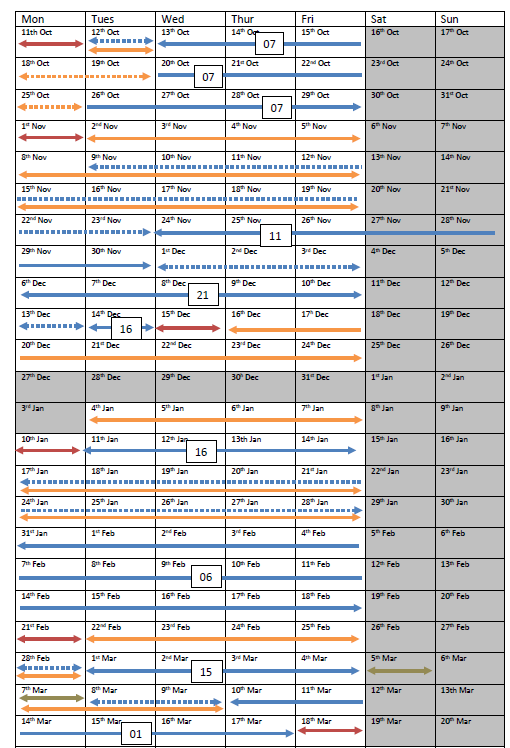 Mon Tues Wed Thur Fri Sat Sun
11th Oct 12th Oct 13th Oct 14th Oct 15th Oct 16th Oct 17th Oct
07
18th Oct 19th Oct 20th Oct 21st Oct 22nd Oct 23rd Oct 24th Oct
07
25th Oct 26th Oct 27th Oct 28th Oct 29th Oct 30th Oct 31st Oct
07
1st Nov 2nd Nov 3rd Nov 4th Nov 5th Nov 6th Nov 7th Nov
8th Nov 9th Nov 10th Nov 11th Nov 12th Nov 13th Nov 14th Nov
15th Nov 16th Nov 17th Nov 18th Nov 19th Nov 20th Nov 21st Nov
22nd Nov 23rd Nov 24th Nov 25th Nov 26th Nov 27th Nov 28th Nov
11
29th Nov 30th Nov 1st Dec 2nd Dec 3rd Dec 4th Dec 5th Dec
6th Dec 7th Dec 8th Dec 9th Dec 10th Dec 11th Dec 12th Dec
21
13th Dec 14th Dec 15th Dec 16th Dec 17th Dec 18th Dec 19th Dec
16
20th Dec 21st Dec 22nd Dec 23rd Dec 24th Dec 25th Dec 26th Dec
27th Dec 28th Dec 29th Dec 30th Dec 31st Dec 1st Jan 2nd Jan
3rd Jan 4th Jan 5th Jan 6th Jan 7th Jan 8th Jan 9th Jan
10th Jan 11th Jan 12th Jan 13th Jan 14th Jan 15th Jan 16th Jan
16
17th Jan 18th Jan 19th Jan 20th Jan 21st Jan 22nd Jan 23rd Jan
24th Jan 25th Jan 26th Jan 27th Jan 28th Jan 29th Jan 30th Jan
31st Jan 1st Feb 2nd Feb 3rd Feb 4th Feb 5th Feb 6th Feb
7th Feb 8th Feb 9th Feb 10th Feb 11th Feb 12th Feb 13th Feb
06
14th Feb 15th Feb 16th Feb 17th Feb 18th Feb 19th Feb 20th Feb
21st Feb 22nd Feb 23rd Feb 24th Feb 25th Feb 26th Feb 27th Feb
28th Feb 1st Mar 2nd Mar 3rd Mar 4th Mar 5th Mar 6th Mar
15
7th Mar 8th Mar 9th Mar 10th Mar 11th Mar 12th Mar 13th Mar
14th Mar 15th Mar 16th Mar 17th Mar 18th Mar 19th Mar 20th Mar
01